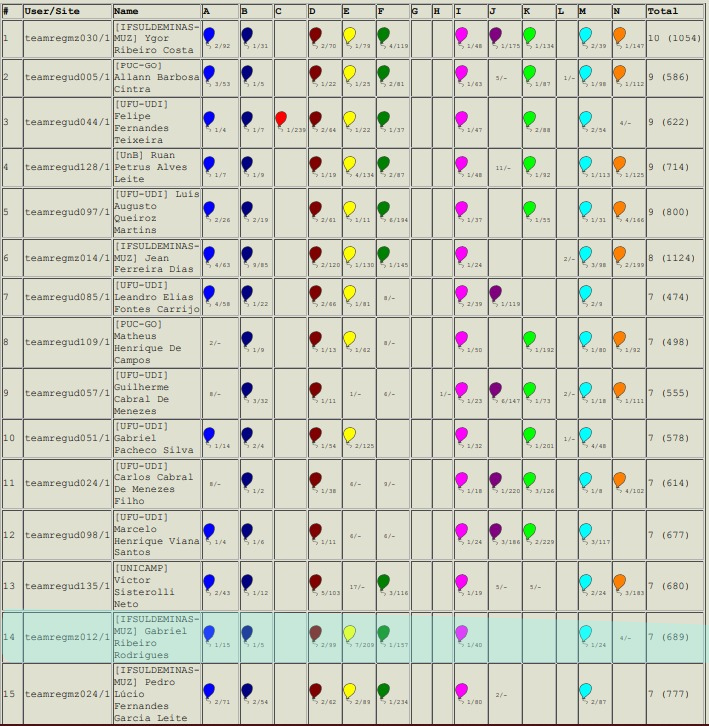 # User/Site Name A B C D E F G H I J K L M N Total
1 teamregmz030/1 [IFSULDEMINAS-
MUZ] Ygor
Ribeiro Costa 2/92 1/31 2/70 1/79 4/119 1/48 1/175 1/134 2/39 1/147 10 (1054)
2 teamregud005/1 [PUC-GO]
Allann Barbosa
Cintra 3/53 1/5 1/22 1/25 2/81 1/63 5/- 1/87 1/- 1/98 1/112 9 (586)
3 teamregud044/1 [UFU-UDI]
Felipe
Fernandes
Teixeira 1/4 1/7 1/239 2/64 1/22 1/37 1/47 2/88 2/54 4/- 9 (622)
4 teamregud128/1 [UnB] Ruan
Petrus Alves
Leite 1/7 1/9 1/19 4/134 2/87 1/48 11/- 1/92 1/113 1/125 9 (714)
5 teamregud097/1 [UFU-UDI] Luis
Augusto
Queiroz
Martins 2/26 2/19 2/61 1/11 6/194 1/37 1/55 1/31 4/166 9 (800)
6 teamregmz014/1 [IFSULDEMINAS-
MUZ] Jean
Ferreira Dias 4/63 9/85 2/120 1/130 1/145 1/24 2/- 3/98 2/199 8 (1124)
7 teamregud085/1 [UFU-UDI]
Leandro Elias
Fontes Carrijo 4/58 1/22 2/66 1/81 8/- 2/39 1/119 2/9 7 (474)
8 teamregud109/1 [PUC-GO]
Matheus
Henrique De
Campos 2/- 1/9 1/13 1/62 8/- 1/50 1/192 1/80 1/92 7 (498)
9 teamregud057/1 [UFU-UDI]
Guilherme
Cabral De
Menezes 8/- 3/32 1/11 1/- 6/- 1/- 1/23 6/147 1/73 2/- 1/18 1/111 7 (555)
10 teamregud051/1 [UFU-UDI]
Gabriel
Pacheco Silva 1/14 2/4 1/54 2/125 1/32 1/201 1/- 4/48 7 (578)
11 teamregud024/1 [UFU-UDI]
Carlos Cabral
De Menezes
Filho 8/- 1/2 1/38 6/- 9/- 1/18 1/220 3/126 1/8 4/102 7 (614)
12 teamregud098/1 [UFU-UDI]
Marcelo
Henrique Viana
Santos 1/4 1/6 1/11 6/- 6/- 1/24 3/186 2/229 3/117 7 (677)
13 teamregud135/1 [UNICAMP]
Victor
Sisterolli
Neto 2/43 1/12 5/103 17/- 3/116 1/19 5/- 5/- 2/24 3/183 7 (680)
14 teamregmz012/1 [IFSULDEMINAS-
MUZ] Gabriel
Ribeiro
Rodrigues 1/15 1/5 2/99 7/209 1/157 1/40 1/24 4/- 7 (689)
15 teamregmz024/1 [IFSULDEMINAS-
MUZ] Pedro
Lúcio
Fernandes
Garcia Leite 2/71 2/54 2/62 2/89 1/234 1/80 2/- 2/87 7 (777)